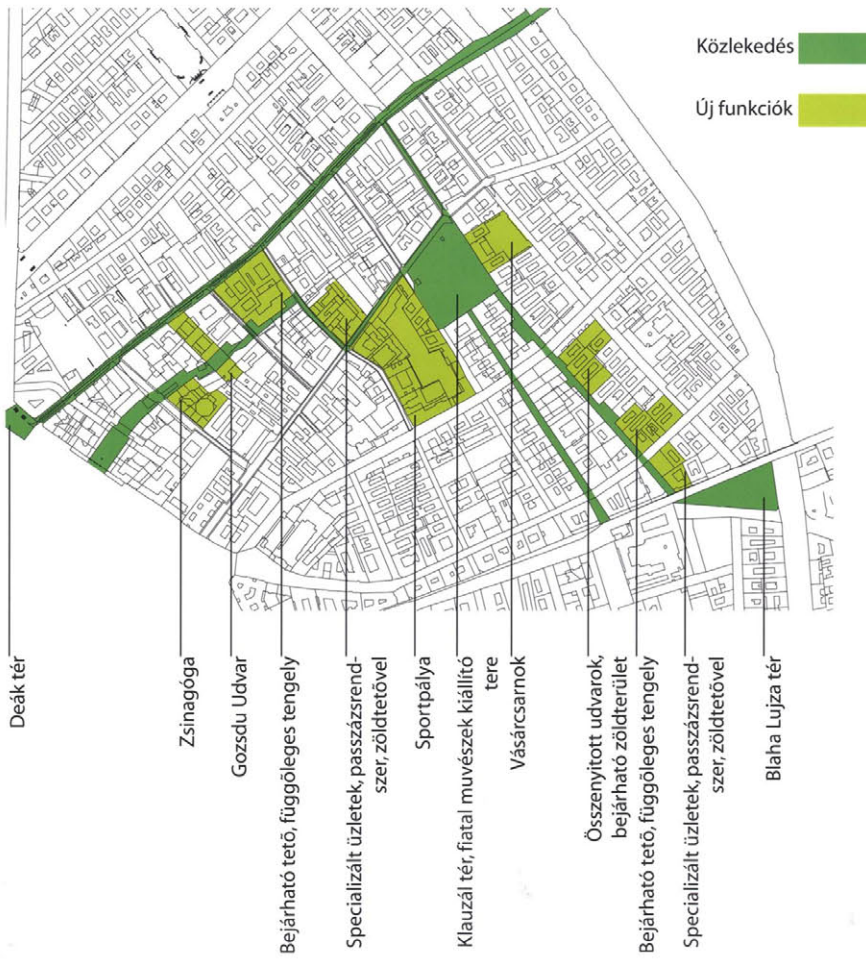 Közlekedés
Új funkciók
Deák tér
Zsinagóga
Gozsdu Udvar
Bejárható tető, függőleges tengely
Specializált üzletek, passzázsrend-
szer, zöldtetővel
Sportpálya
Klauzál tér, fiatal muvészek kiállító
tere
Vásárcsarnok
Összenyitott udvarok,
bejárható zöldterület
Bejárható tető, függőleges tengely
Specializált üzletek, passzázsrend-
szer, zöldtetővel
Blaha Lujza tér